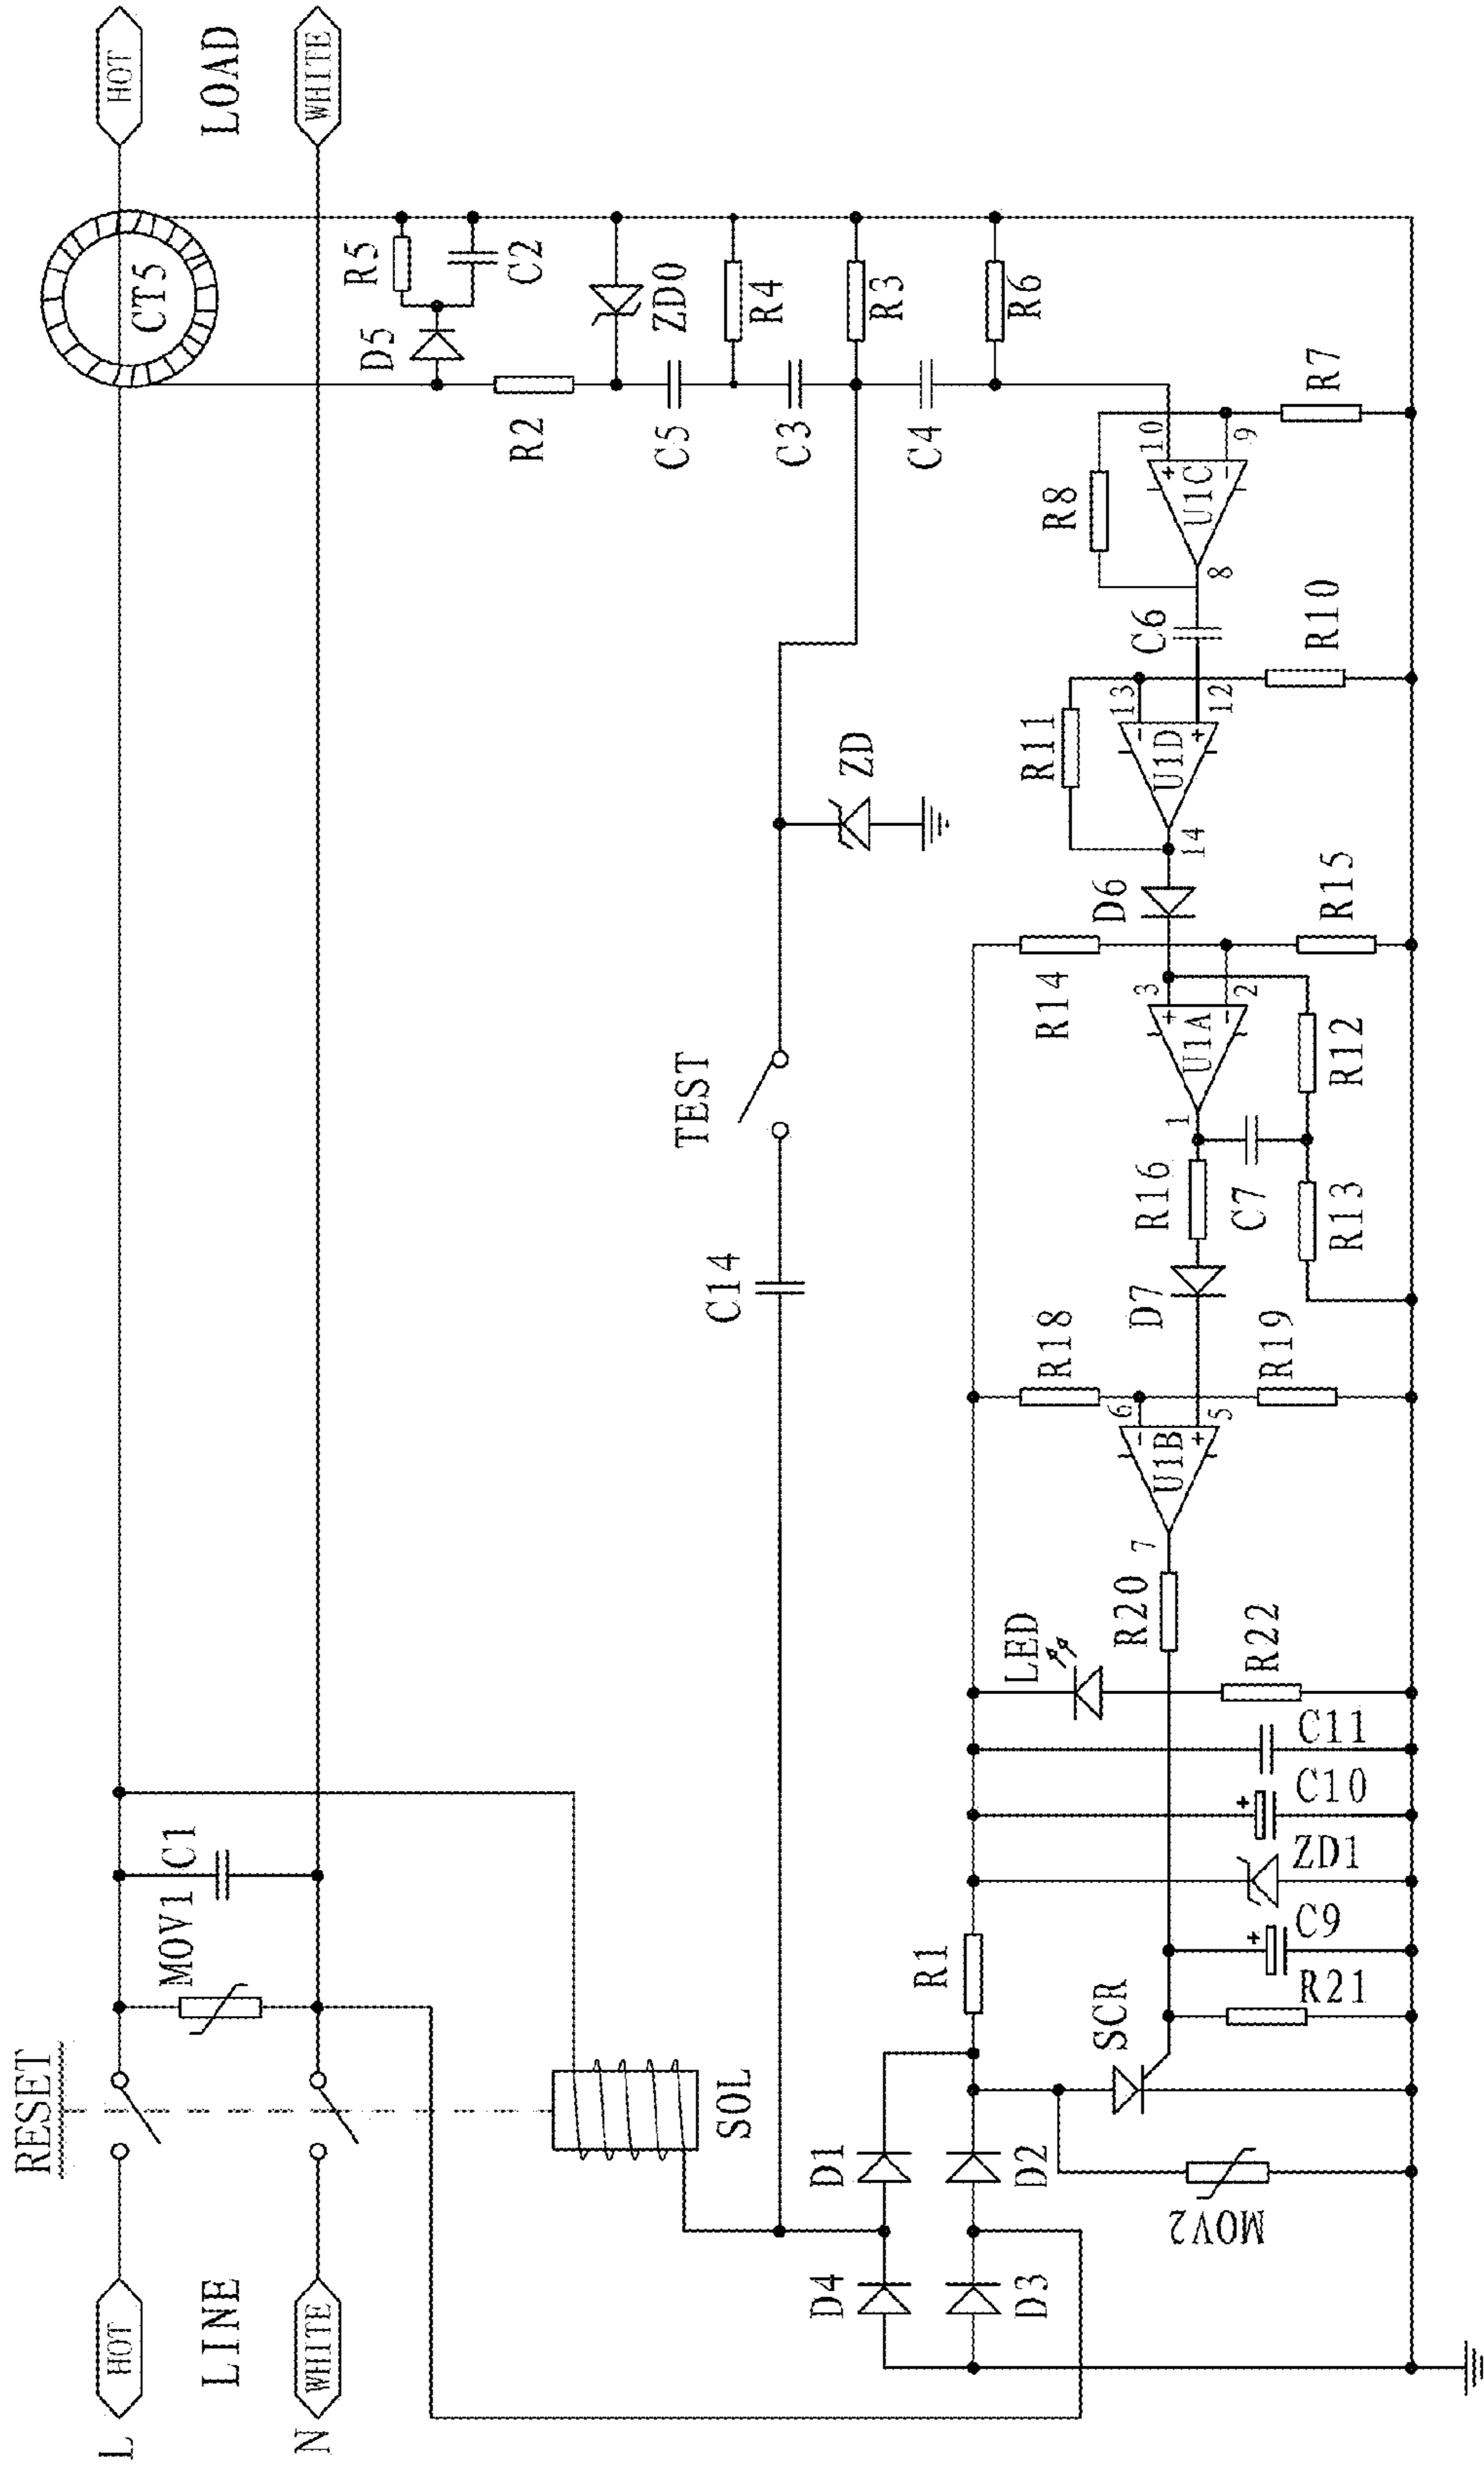 L
HOT
LINE
N
WHITE
RESET
MOV1
C1
SOL
C14
TEST
ZD
CT5
HOT
LOAD
WHITE
R5
C2
D5
R2
ZD0
C5
R4
C3
R3
C4
R6
R7
R8
10
9
+
-
U1C
8
C6
R10
R11
13
12
-
+
U1D
14
D6
R15
R14
3
2
+
-
U1A
1
R12
R16
C7
R13
D7
R18
R19
6
5
-
+
U1B
7
R20
LED
R22
C11
+
C10
ZD1
+
C9
R1
R21
SCR
D1
D2
MOV2
D4
D3